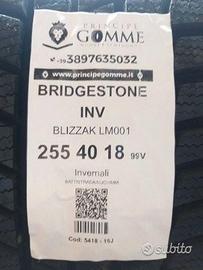 PRINCIPE
GOMME
+39 3897635032
www.principegomme.it
BRIDGESTONE
INV
BLIZZAK LM001
255 40 18 99V
Invernali
Cod: 5418 - 15J
subito